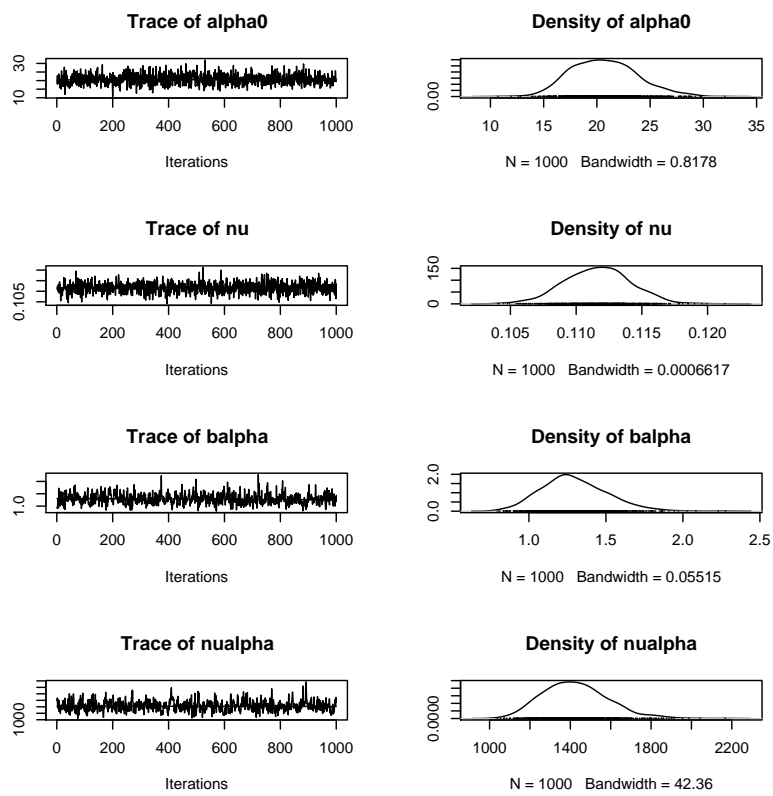 Trace of alpha0
10 30
0 200 400 600 800 1000
Iterations
Density of alpha0
0.00
10 15 20 25 30 35
N = 1000 Bandwidth = 0.8178
Trace of nu
0.105
0 200 400 600 800 1000
Iterations
Density of nu
0 150
0.105 0.110 0.115 0.120
N = 1000 Bandwidth = 0.0006617
Trace of balpha
1.0
0 200 400 600 800 1000
Iterations
Density of balpha
0.0 2.0
1.0 1.5 2.0 2.5
N = 1000 Bandwidth = 0.05515
Trace of nualpha
1000
0 200 400 600 800 1000
Iterations
Density of nualpha
0.0000
1000 1400 1800 2200
N = 1000 Bandwidth = 42.36